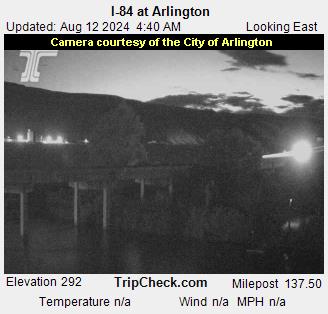 I-84 at Arlington
Updated: Aug 12 2024 4:40 AM Looking East
Camera courtesy of the City of Arlington
Elevation 292 TripCheck.com Milepost 137.50
Temperature n/a Wind n/a MPH n/a